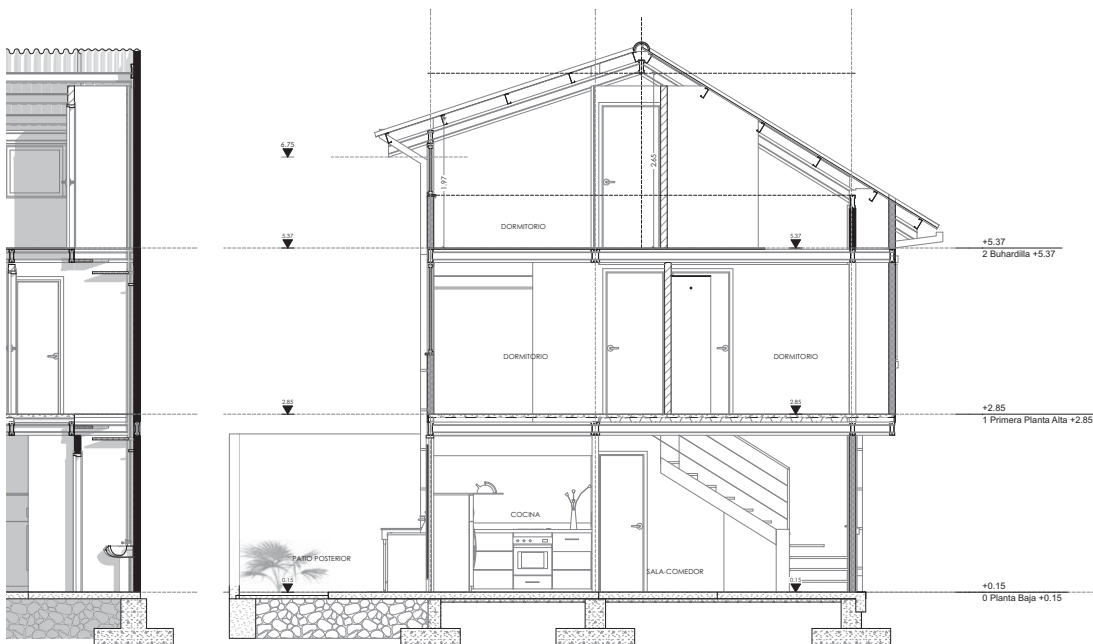 6.75
1.97
2.65
DORMITORIO
5.37
5.37
+5.37
2 Buhardilla +5.37
DORMITORIO
DORMITORIO
2.85
2.85
+2.85
1 Primera Planta Alta +2.85
COCINA
PATIO POSTERIOR
SALA-COMEDOR
0.15
0.15
+0.15
0 Planta Baja +0.15